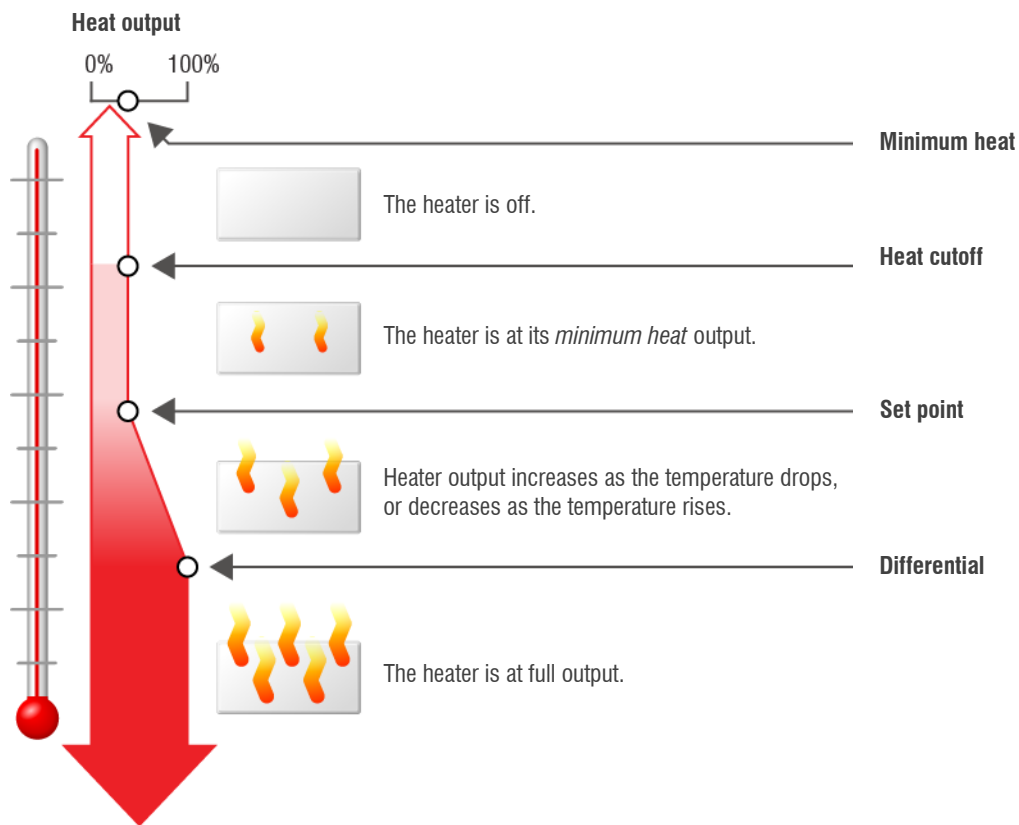 Heat output
0% 100%
Minimum heat
The heater is off.
Heat cutoff
The heater is at its minimum heat output.
Set point
Heater output increases as the temperature drops,
or decreases as the temperature rises.
Differential
The heater is at full output.